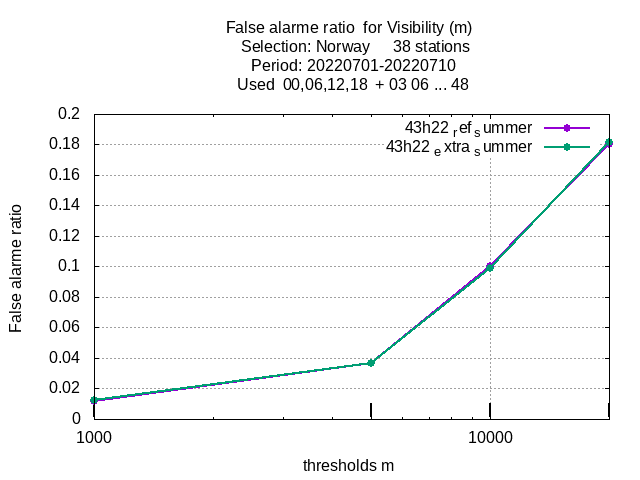 False alarme ratio for Visibility (m)
Selection: Norway 38 stations
Period: 20220701-20220710
Used 00,06,12,18 + 03 06 ... 48
0.2
0.18
0.16
0.14
0.12
0.1
0.08
0.06
0.04
0.02
0
False alarme ratio
43h22 ref summer
43h22 extra summer
1000
10000
thresholds m